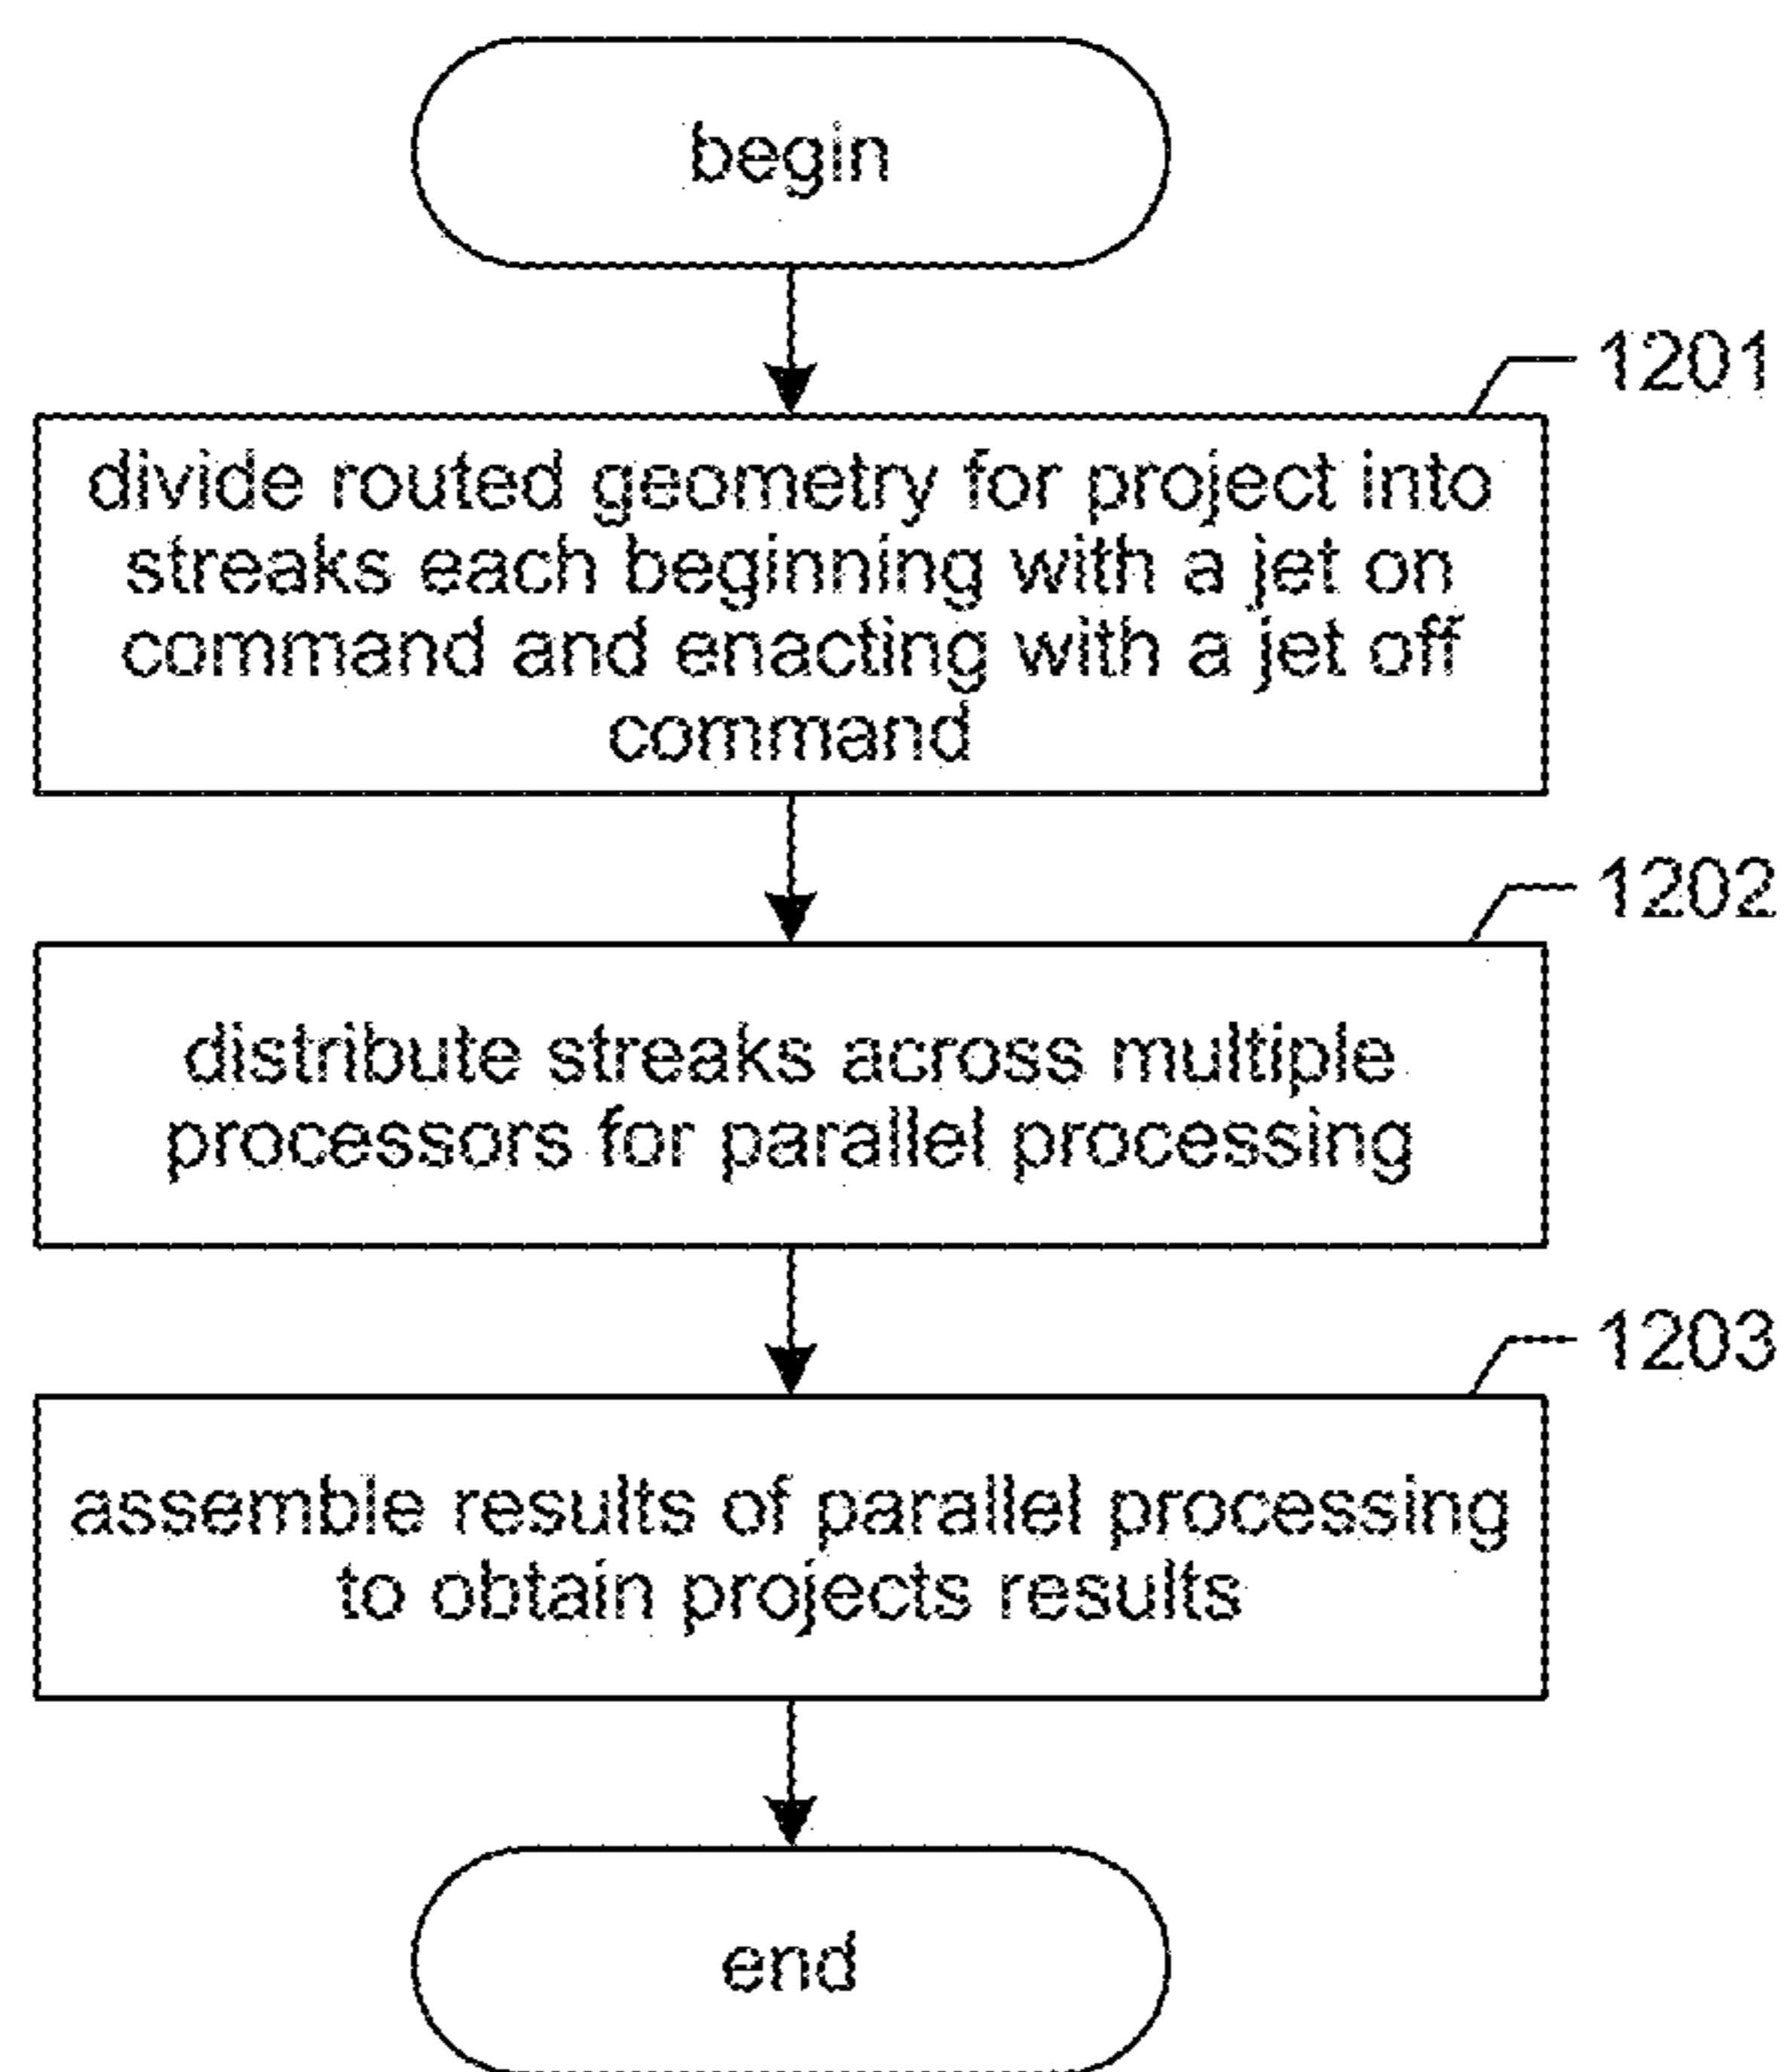 begin
1201
divide routed geometry for project into
streaks each beginning with a jet on
command and enacting with a jet off
command
1202
distribute streaks across multiple
processors for parallel processing
1203
assemble results of parallel processing
to obtain projects results
end